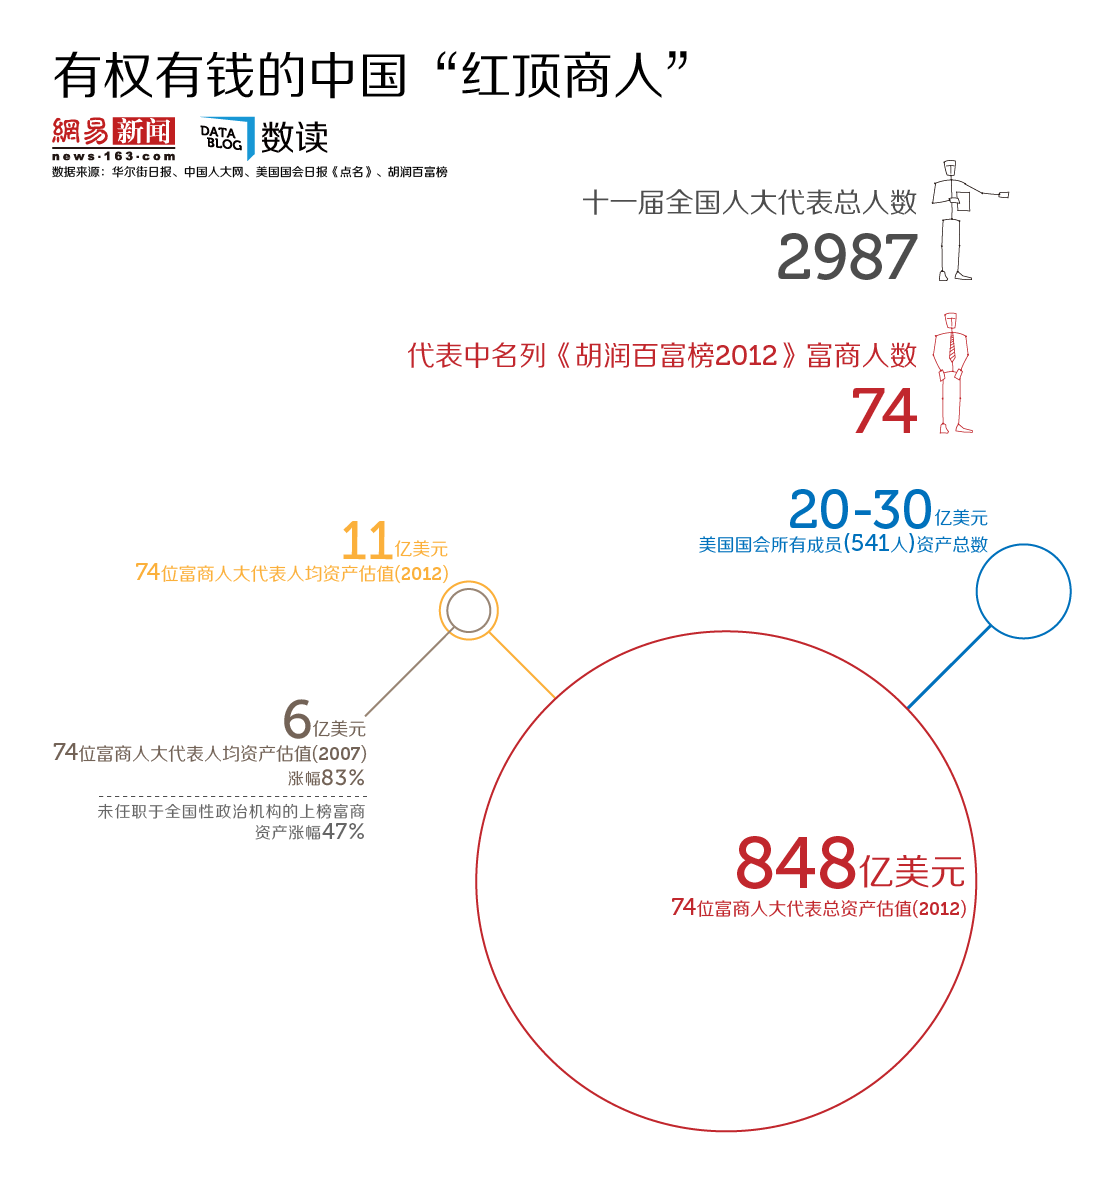 有权有钱的中国“红顶商人”
網易新闻
news·163·com
DATA BLOG 数读
数据来源：华尔街日报、中国人大网、美国国会日报《点名》、胡润百富榜
十一届全国人大代表总人数
2987
代表中名列《胡润百富榜2012》富商人数
74
20-30亿美元
美国国会所有成员(541人)资产总数
11亿美元
74位富商人大代表人均资产估值(2012)
6亿美元
74位富商人大代表人均资产估值(2007)
涨幅83%
未任职于全国性政治机构的上榜富商
资产涨幅47%
848亿美元
74位富商人大代表总资产估值(2012)